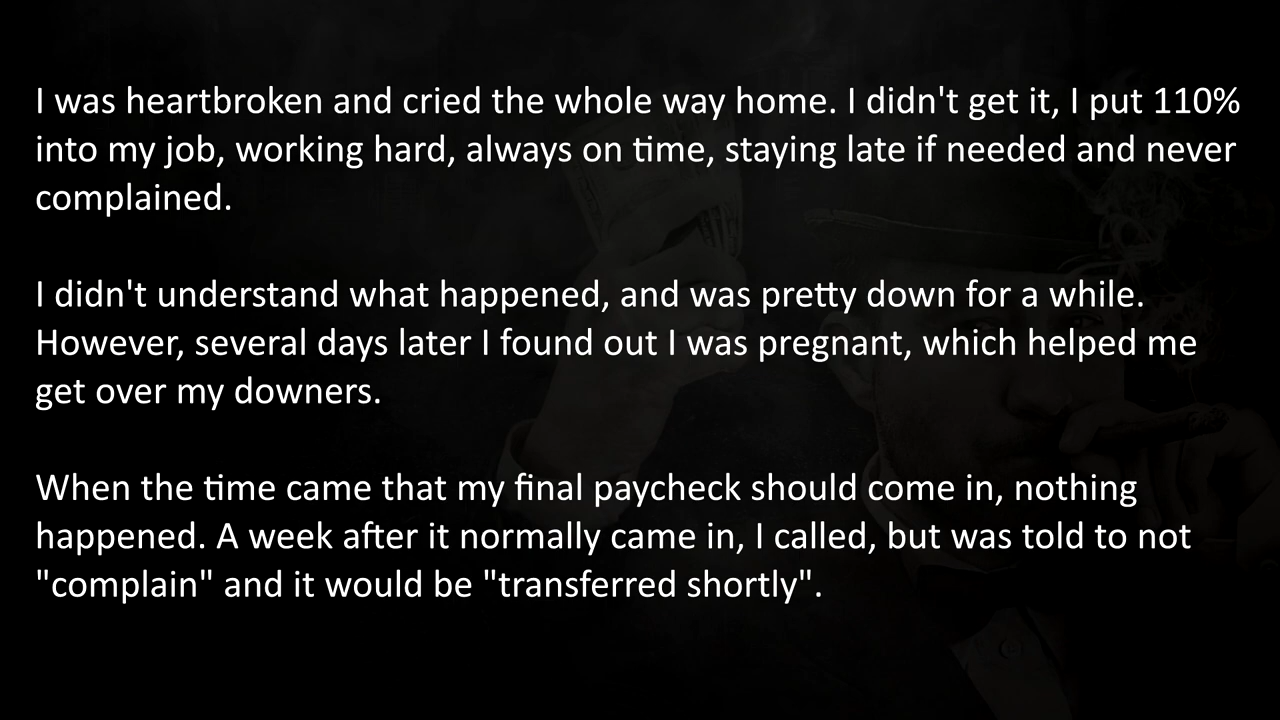 I was heartbroken and cried the whole way home. I didn't get it, I put 110%
into my job, working hard, always on time, staying late if needed and never
complained.
I didn't understand what happened, and was pretty down for a while.
However, several days later I found out I was pregnant, which helped me
get over my downers.
When the time came that my final paycheck should come in, nothing
happened. A week after it normally came in, I called, but was told to not
"complain" and it would be "transferred shortly".